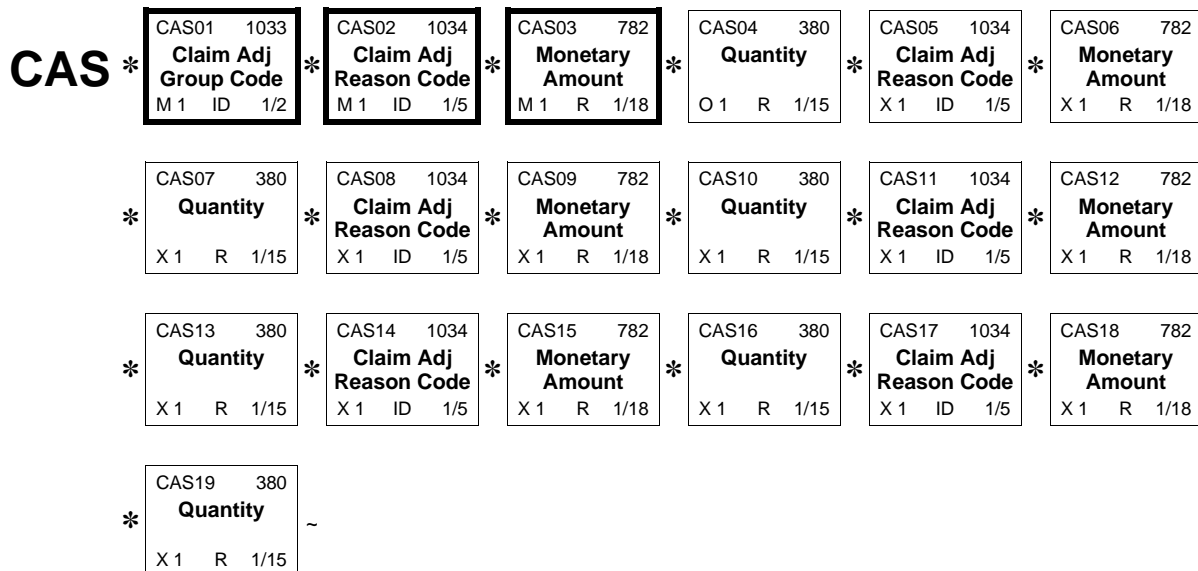 CAS * CAS01 1033 Claim Adj Group Code M 1 ID 1/2 * CAS02 1034 Claim Adj Reason Code M 1 ID 1/5 * CAS03 782 Monetary Amount M 1 R 1/18 * CAS04 380 Quantity O 1 R 1/15 * CAS05 1034 Claim Adj Reason Code X 1 ID 1/5 * CAS06 782 Monetary Amount X 1 R 1/18
* CAS07 380 Quantity X 1 R 1/15 * CAS08 1034 Claim Adj Reason Code X 1 ID 1/5 * CAS09 782 Monetary Amount X 1 R 1/18 * CAS10 380 Quantity X 1 R 1/15 * CAS11 1034 Claim Adj Reason Code X 1 ID 1/5 * CAS12 782 Monetary Amount X 1 R 1/18
* CAS13 380 Quantity X 1 R 1/15 * CAS14 1034 Claim Adj Reason Code X 1 ID 1/5 * CAS15 782 Monetary Amount X 1 R 1/18 * CAS16 380 Quantity X 1 R 1/15 * CAS17 1034 Claim Adj Reason Code X 1 ID 1/5 * CAS18 782 Monetary Amount X 1 R 1/18
* CAS19 380 Quantity X 1 R 1/15 ~